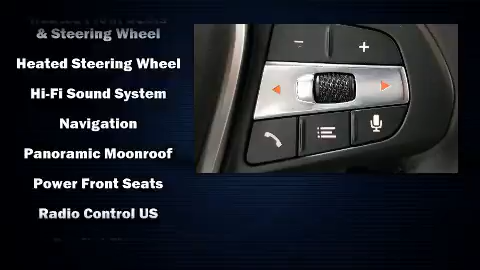 & Steering Wheel
Heated Steering Wheel
Hi-Fi Sound System
Navigation
Panoramic Moonroof
Power Front Seats
Radio Control US